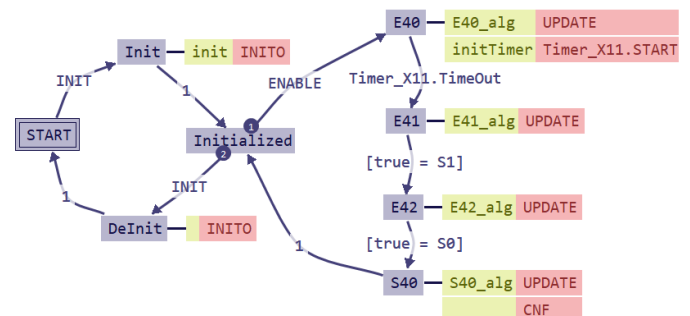 E40 E40_alg UPDATE
initTimer Timer_X11.START
Init init INITO
INIT
1
ENABLE
Timer_X11.TimeOut
START
1
Initialized
2
E41 E41_alg UPDATE
[true = S1]
INIT
1
E42 E42_alg UPDATE
DeInit INITO
1
[true = S0]
S40 S40_alg UPDATE
CNF